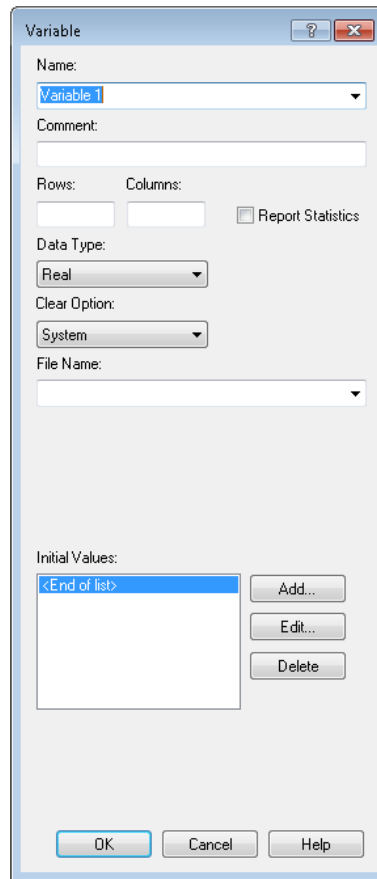 Variable
Name:
Variable 1
Comment:
Rows: Columns:
Report Statistics
Data Type:
Real
Clear Option:
System
File Name:
Initial Values:
<End of list>
Add...
Edit...
Delete
OK Cancel Help